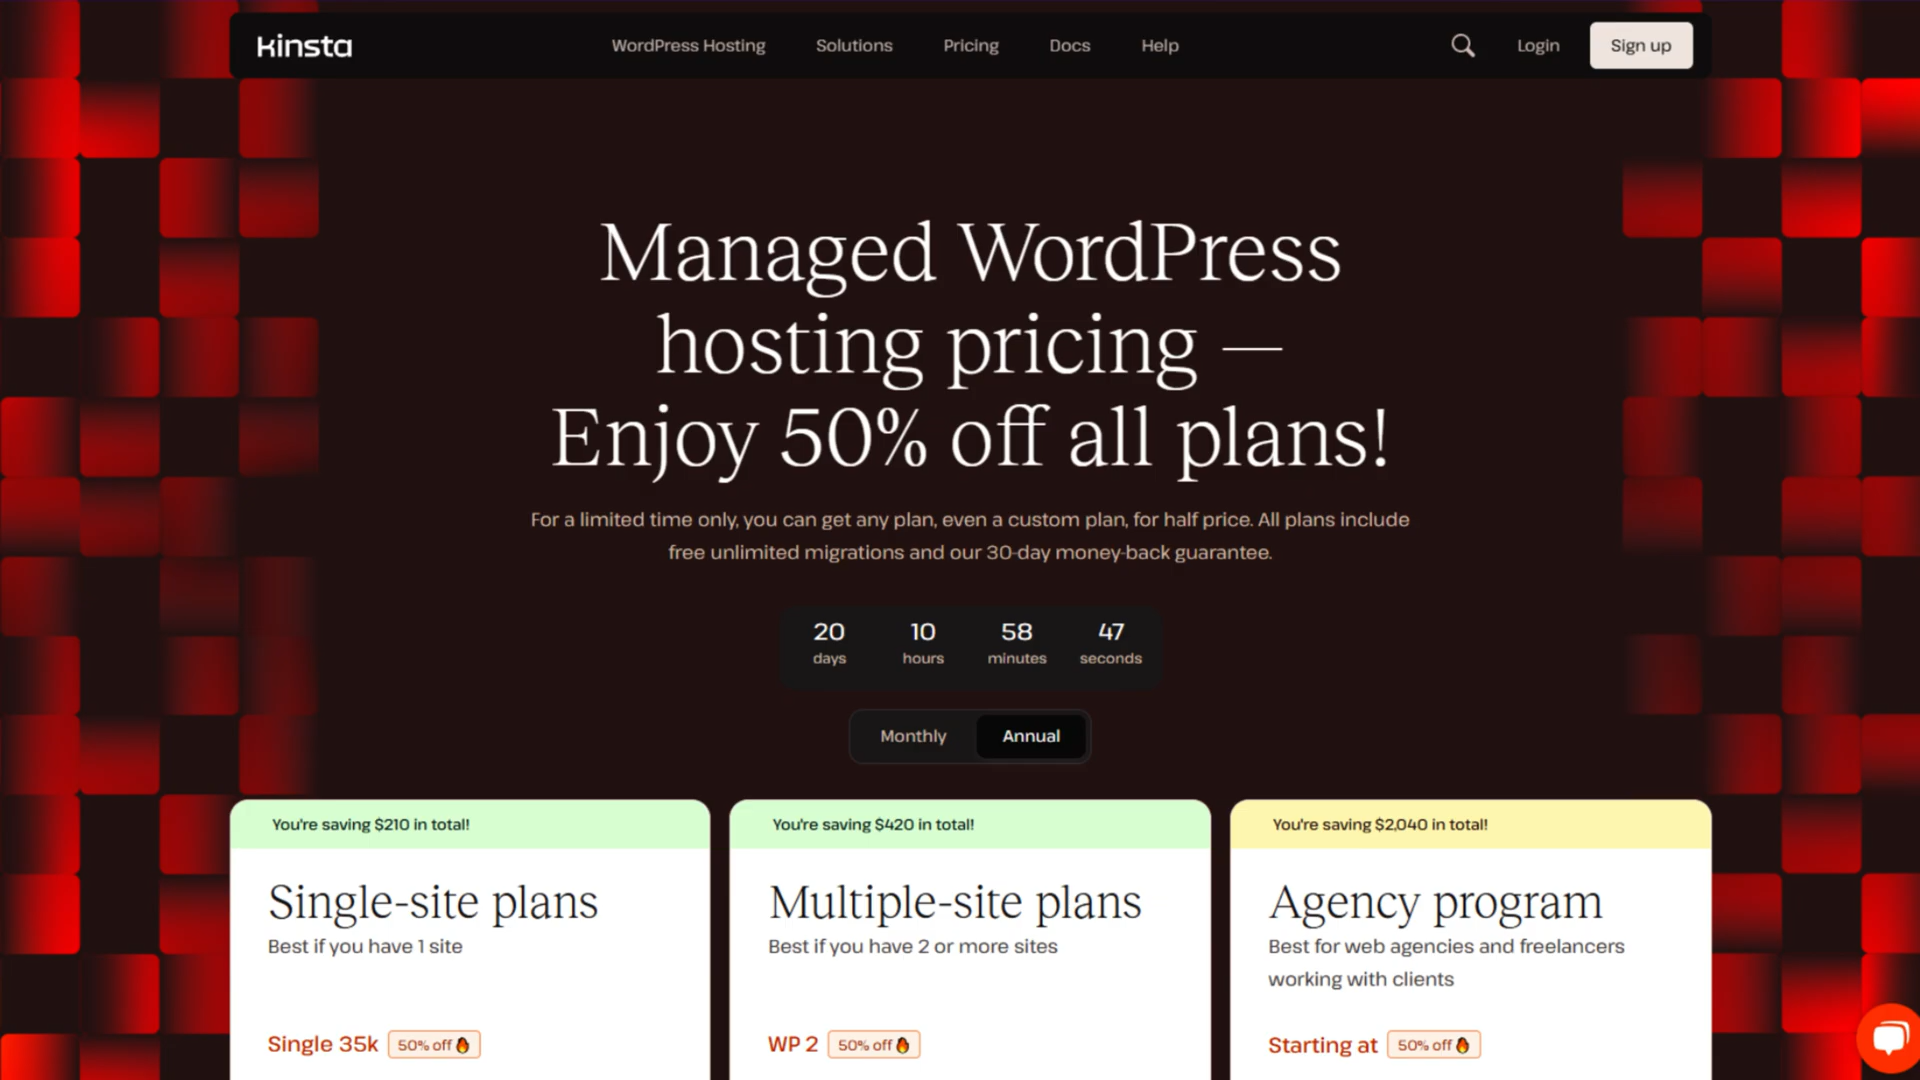 kinsta
WordPress Hosting
Solutions
Pricing
Docs
Help
Login
Sign up
Managed WordPress
hosting pricing —
Enjoy 50% off all plans!
For a limited time only, you can get any plan, even a custom plan, for half price. All plans include
free unlimited migrations and our 30-day money-back guarantee.
20
days
10
hours
58
minutes
47
seconds
Monthly
Annual
You're saving $210 in total!
Single-site plans
Best if you have 1 site
Single 35k
50% off
You're saving $420 in total!
Multiple-site plans
Best if you have 2 or more sites
WP 2
50% off
You're saving $2,040 in total!
Agency program
Best for web agencies and freelancers
working with clients
Starting at
50% off